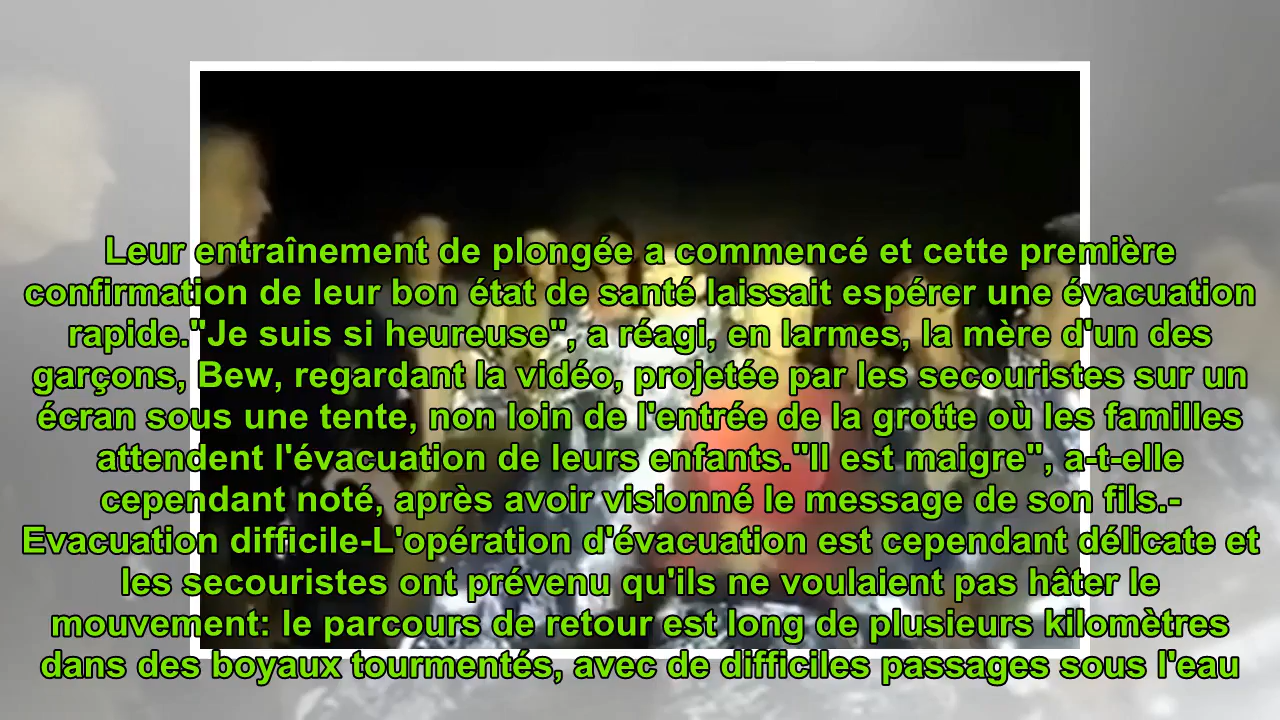 Leur entraînement de plongée a commencé et cette première
confirmation de leur bon état de santé laissait espérer une évacuation
rapide."Je suis si heureuse", a réagi, en larmes, la mère d'un des
garçons, Bew, regardant la vidéo, projetée par les secouristes sur un
écran sous une tente, non loin de l'entrée de la grotte où les familles
attendent l'évacuation de leurs enfants."Il est maigre", a-t-elle
cependant noté, après avoir visionné le message de son fils.-
Evacuation difficile-L'opération d'évacuation est cependant délicate et
les secouristes ont prévenu qu'ils ne voulaient pas hâter le
mouvement: le parcours de retour est long de plusieurs kilomètres
dans des boyaux tourmentés, avec de difficiles passages sous l'eau